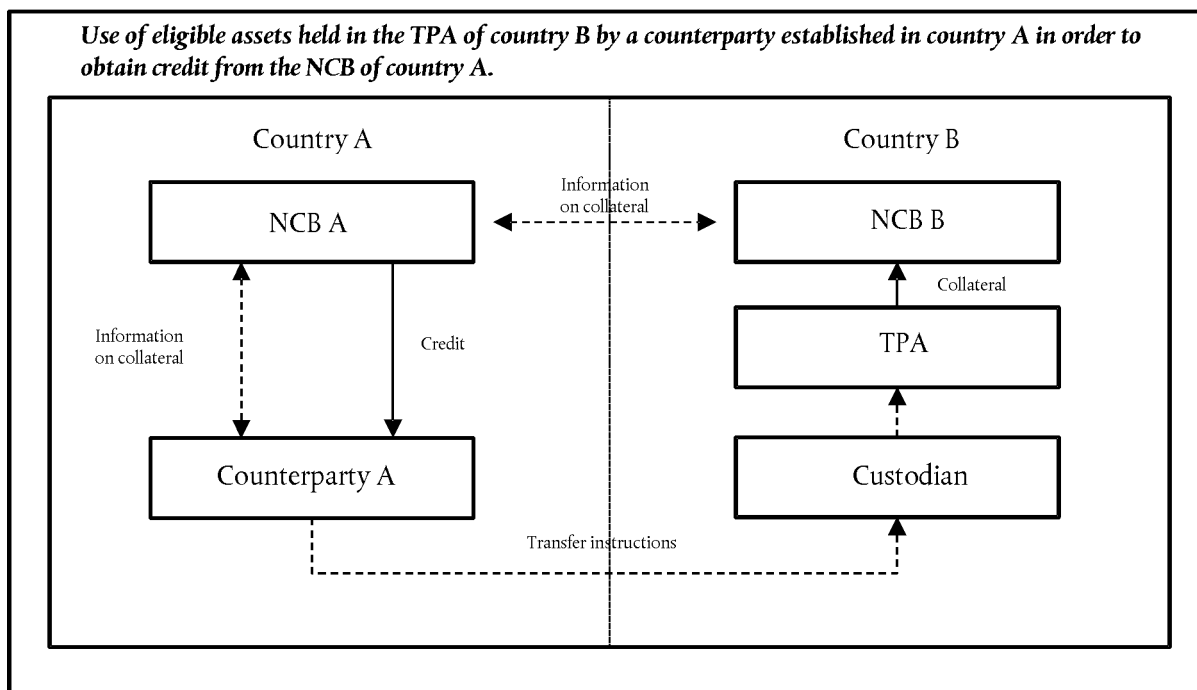 Use of eligible assets held in the TPA of country B by a counterparty established in country A in order to
obtain credit from the NCB of country A.
Country A
Country B
NCB A
Information
on collateral
NCB B
Collateral
Information
on collateral
Credit
TPA
Counterparty A
Custodian
Transfer instructions